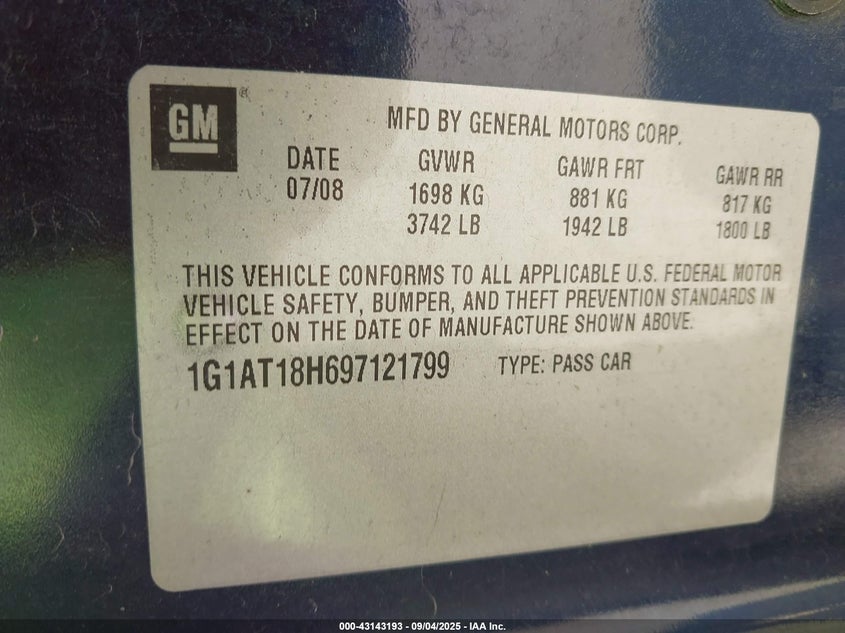 GM ®
MFD BY GENERAL MOTORS CORP.
DATE GVWR GAWR FRT GAWR RR
07/08 1698 KG 881 KG 817 KG
3742 LB 1942 LB 1800 LB
THIS VEHICLE CONFORMS TO ALL APPLICABLE U.S. FEDERAL MOTOR
VEHICLE SAFETY, BUMPER, AND THEFT PREVENTION STANDARDS IN
EFFECT ON THE DATE OF MANUFACTURE SHOWN ABOVE.
1G1AT18H697121799 TYPE: PASS CAR
000-43143193 - 09/04/2025 - IAA Inc.